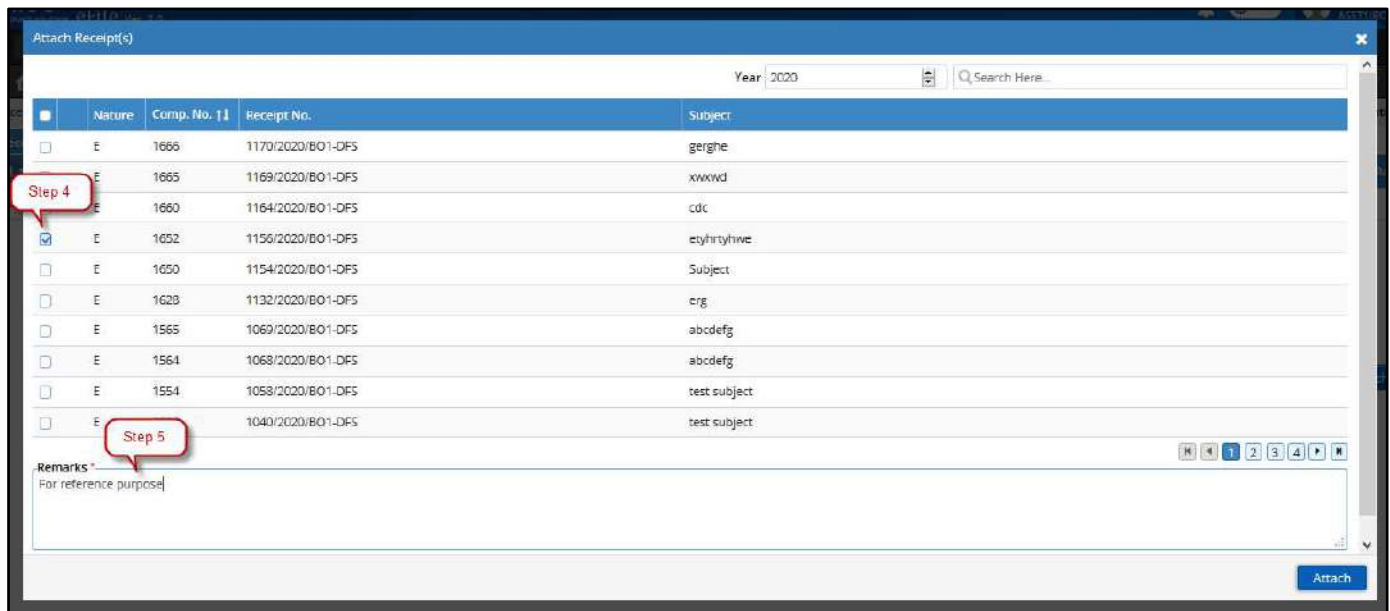 Attach Receipt(s)
Year 2020 Search Here...
Nature Comp. No. Receipt No. Subject
E 1666 1170/2020/BO1-DFS gerghe
E 1665 1169/2020/BO1-DFS xwxwd
Step 4
E 1660 1164/2020/BO1-DFS cdc
E 1652 1156/2020/BO1-DFS etyhrtyhwe
E 1650 1154/2020/BO1-DFS Subject
E 1628 1132/2020/BO1-DFS erg
E 1565 1069/2020/BO1-DFS abcdefg
E 1564 1068/2020/BO1-DFS abcdefg
E 1554 1058/2020/BO1-DFS test subject
E 1040/2020/BO1-DFS test subject
Step 5
1 2 3 4
Remarks *
For reference purpose
Attach